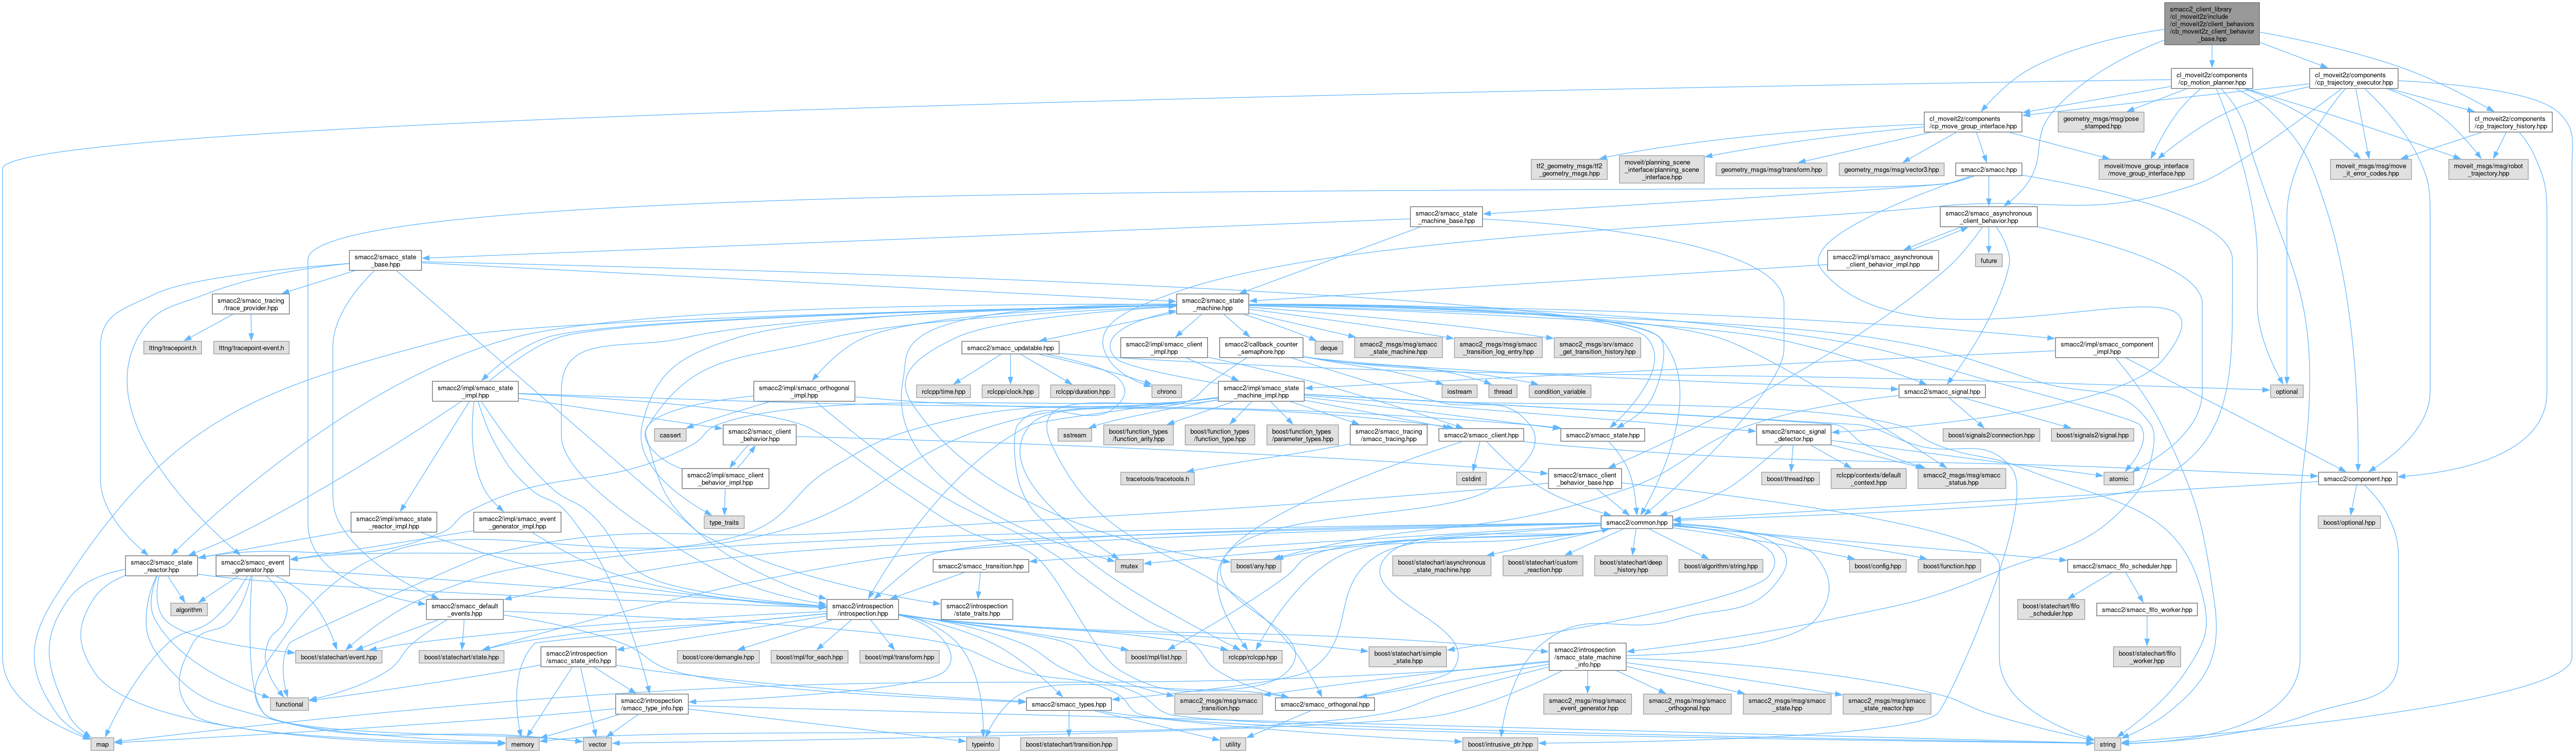 smacc2_client_library
/cl_moveit2z/include
/cl_moveit2z/client_behaviors
/cb_moveit2z_client_behavior
_base.hpp
cl_moveit2z/components
/cp_motion_planner.hpp
cl_moveit2z/components
/cp_trajectory_executor.hpp
cl_moveit2z/components
/cp_move_group_interface.hpp
geometry_msgs/msg/pose
_stamped.hpp
cl_moveit2z/components
/cp_trajectory_history.hpp
tf2_geometry_msgs/tf2
_geometry_msgs.hpp
moveit/planning_scene
_interface/planning_scene
_interface.hpp
geometry_msgs/msg/transform.hpp
geometry_msgs/msg/vector3.hpp
smacc2/smacc.hpp
moveit/move_group_interface
/move_group_interface.hpp
moveit_msgs/msg/move
_it_error_codes.hpp
moveit_msgs/msg/robot
_trajectory.hpp
smacc2/smacc_state
_machine_base.hpp
smacc2/smacc_asynchronous
_client_behavior.hpp
smacc2/smacc_state
_base.hpp
smacc2/impl/smacc_asynchronous
_client_behavior_impl.hpp
future
smacc2/smacc_tracing
/trace_provider.hpp
smacc2/smacc_state
_machine.hpp
lttng/tracepoint.h
lttng/tracepoint-event.h
smacc2/smacc_updatable.hpp
smacc2/impl/smacc_client
_impl.hpp
smacc2/callback_counter
_semaphore.hpp
deque
smacc2_msgs/msg/smacc
_state_machine.hpp
smacc2_msgs/msg/smacc
_transition_log_entry.hpp
smacc2_msgs/srv/smacc
_get_transition_history.hpp
smacc2/impl/smacc_component
_impl.hpp
smacc2/impl/smacc_state
_impl.hpp
smacc2/impl/smacc_orthogonal
_impl.hpp
rclcpp/time.hpp
rclcpp/clock.hpp
rclcpp/duration.hpp
chrono
smacc2/impl/smacc_state
_machine_impl.hpp
iostream
thread
condition_variable
smacc2/smacc_signal.hpp
optional
cassert
smacc2/smacc_client
_behavior.hpp
sstream
boost/function_types
/function_arity.hpp
boost/function_types
/function_type.hpp
boost/function_types
/parameter_types.hpp
smacc2/smacc_tracing
/smacc_tracing.hpp
smacc2/smacc_client.hpp
smacc2/smacc_state.hpp
smacc2/smacc_signal
_detector.hpp
boost/signals2/connection.hpp
boost/signals2/signal.hpp
smacc2/impl/smacc_client
_behavior_impl.hpp
tracetools/tracetools.h
cstdint
smacc2/smacc_client
_behavior_base.hpp
boost/thread.hpp
rclcpp/contexts/default
_context.hpp
smacc2_msgs/msg/smacc
_status.hpp
atomic
smacc2/component.hpp
smacc2/impl/smacc_state
_reactor_impl.hpp
smacc2/impl/smacc_event
_generator_impl.hpp
type_traits
smacc2/common.hpp
boost/optional.hpp
smacc2/smacc_state
_reactor.hpp
smacc2/smacc_event
_generator.hpp
smacc2/smacc_transition.hpp
mutex
boost/any.hpp
boost/statechart/asynchronous
_state_machine.hpp
boost/statechart/custom
_reaction.hpp
boost/statechart/deep
_history.hpp
boost/algorithm/string.hpp
boost/config.hpp
boost/function.hpp
smacc2/smacc_fifo_scheduler.hpp
algorithm
smacc2/smacc_default
_events.hpp
smacc2/introspection
/introspection.hpp
smacc2/introspection
/state_traits.hpp
boost/statechart/fifo
_scheduler.hpp
smacc2/smacc_fifo_worker.hpp
boost/statechart/event.hpp
boost/statechart/state.hpp
smacc2/introspection
/smacc_state_info.hpp
boost/core/demangle.hpp
boost/mpl/for_each.hpp
boost/mpl/transform.hpp
boost/mpl/list.hpp
rclcpp/rclcpp.hpp
boost/statechart/simple
_state.hpp
smacc2/introspection
/smacc_state_machine
_info.hpp
boost/statechart/fifo
_worker.hpp
functional
smacc2/introspection
/smacc_type_info.hpp
smacc2/smacc_types.hpp
smacc2_msgs/msg/smacc
_transition.hpp
smacc2/smacc_orthogonal.hpp
smacc2_msgs/msg/smacc
_event_generator.hpp
smacc2_msgs/msg/smacc
_orthogonal.hpp
smacc2_msgs/msg/smacc
_state.hpp
smacc2_msgs/msg/smacc
_state_reactor.hpp
map
memory
vector
typeinfo
boost/statechart/transition.hpp
utility
boost/intrusive_ptr.hpp
string